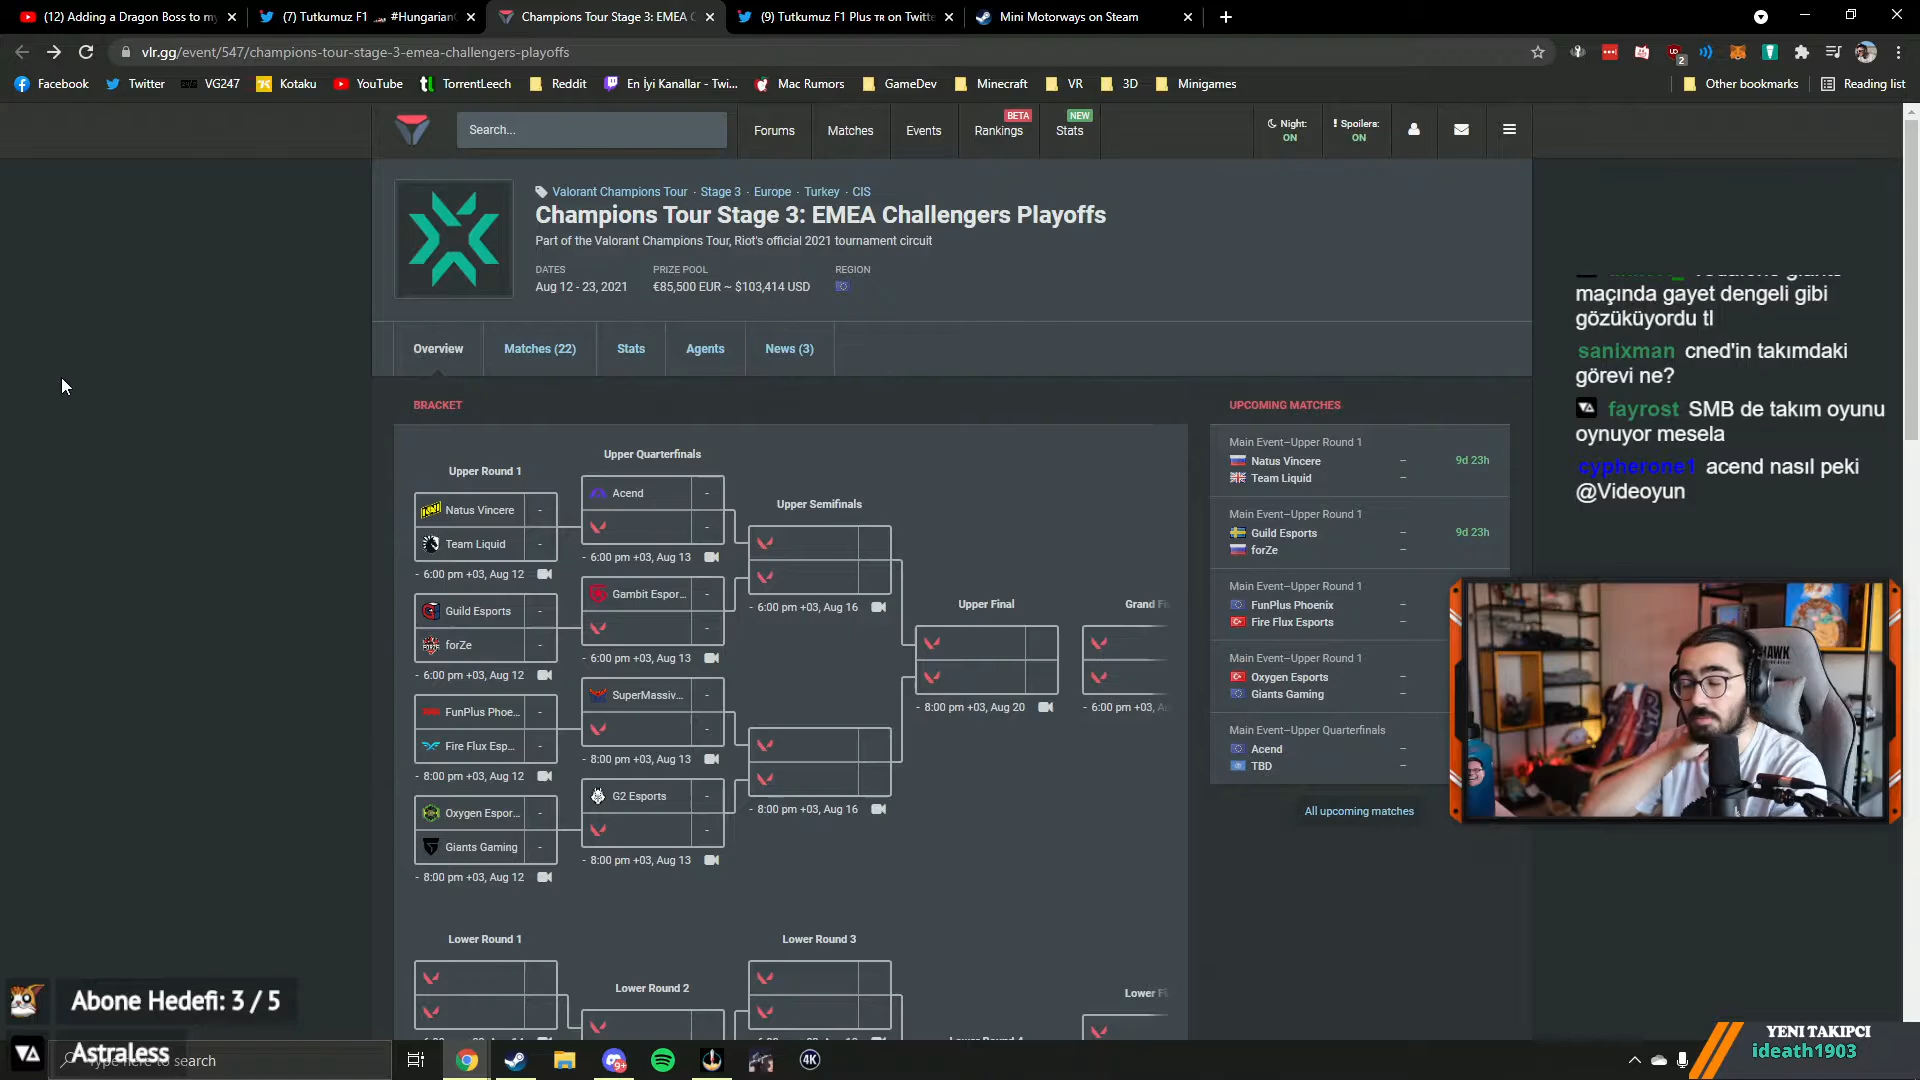 (12) Adding a Dragon Boss to my
(7) Tutkumuz F1 #Hungarian
Champions Tour Stage 3: EMEA C
(9) Tutkumuz F1 Plus TR on Twitte
Mini Motorways on Steam
vlr.gg/event/547/champions-tour-stage-3-emea-challengers-playoffs
Facebook
Twitter
VG247
Kotaku
YouTube
TorrentLeech
Reddit
En İyi Kanallar - Twi...
Mac Rumors
GameDev
Minecraft
VR
3D
Minigames
Other bookmarks
Reading list
Search...
Forums
Matches
Events
BETA
Rankings
NEW
Stats
Night:
ON
! Spoilers:
ON
Valorant Champions Tour · Stage 3 · Europe · Turkey · CIS
Champions Tour Stage 3: EMEA Challengers Playoffs
Part of the Valorant Champions Tour, Riot's official 2021 tournament circuit
DATES
Aug 12 - 23, 2021
PRIZE POOL
€85,500 EUR ~ $103,414 USD
REGION
Overview
Matches (22)
Stats
Agents
News (3)
BRACKET
Upper Round 1
Natus Vincere -
Team Liquid -
- 6:00 pm +03, Aug 12
Guild Esports -
forZe -
- 6:00 pm +03, Aug 12
FunPlus Phoe... -
Fire Flux Esp... -
- 8:00 pm +03, Aug 12
Oxygen Espor... -
Giants Gaming -
- 8:00 pm +03, Aug 12
Upper Quarterfinals
Acend -
-
- 6:00 pm +03, Aug 13
Gambit Espor... -
-
- 6:00 pm +03, Aug 13
SuperMassiv... -
-
- 8:00 pm +03, Aug 13
G2 Esports -
-
- 8:00 pm +03, Aug 13
Upper Semifinals
- 6:00 pm +03, Aug 16
- 8:00 pm +03, Aug 16
Upper Final
- 8:00 pm +03, Aug 20
Grand Fi
- 6:00 pm +03, A
Lower Round 1
Lower Round 2
Lower Round 3
Lower Fi
UPCOMING MATCHES
Main Event–Upper Round 1
Natus Vincere – 9d 23h
Team Liquid –
Main Event–Upper Round 1
Guild Esports – 9d 23h
forZe –
Main Event–Upper Round 1
FunPlus Phoenix –
Fire Flux Esports –
Main Event–Upper Round 1
Oxygen Esports –
Giants Gaming –
Main Event–Upper Quarterfinals
Acend –
TBD –
All upcoming matches
maçında gayet dengeli gibi
gözüküyordu tl
sanixman cned'in takımdaki
görevi ne?
fayrost SMB de takım oyunu
oynuyor mesela
cypherone1 acend nasıl peki
@Videoyun
HAWK
Abone Hedefi: 3 / 5
Astraless
here to search
YENI TAKIPCI
ideath1903
4K